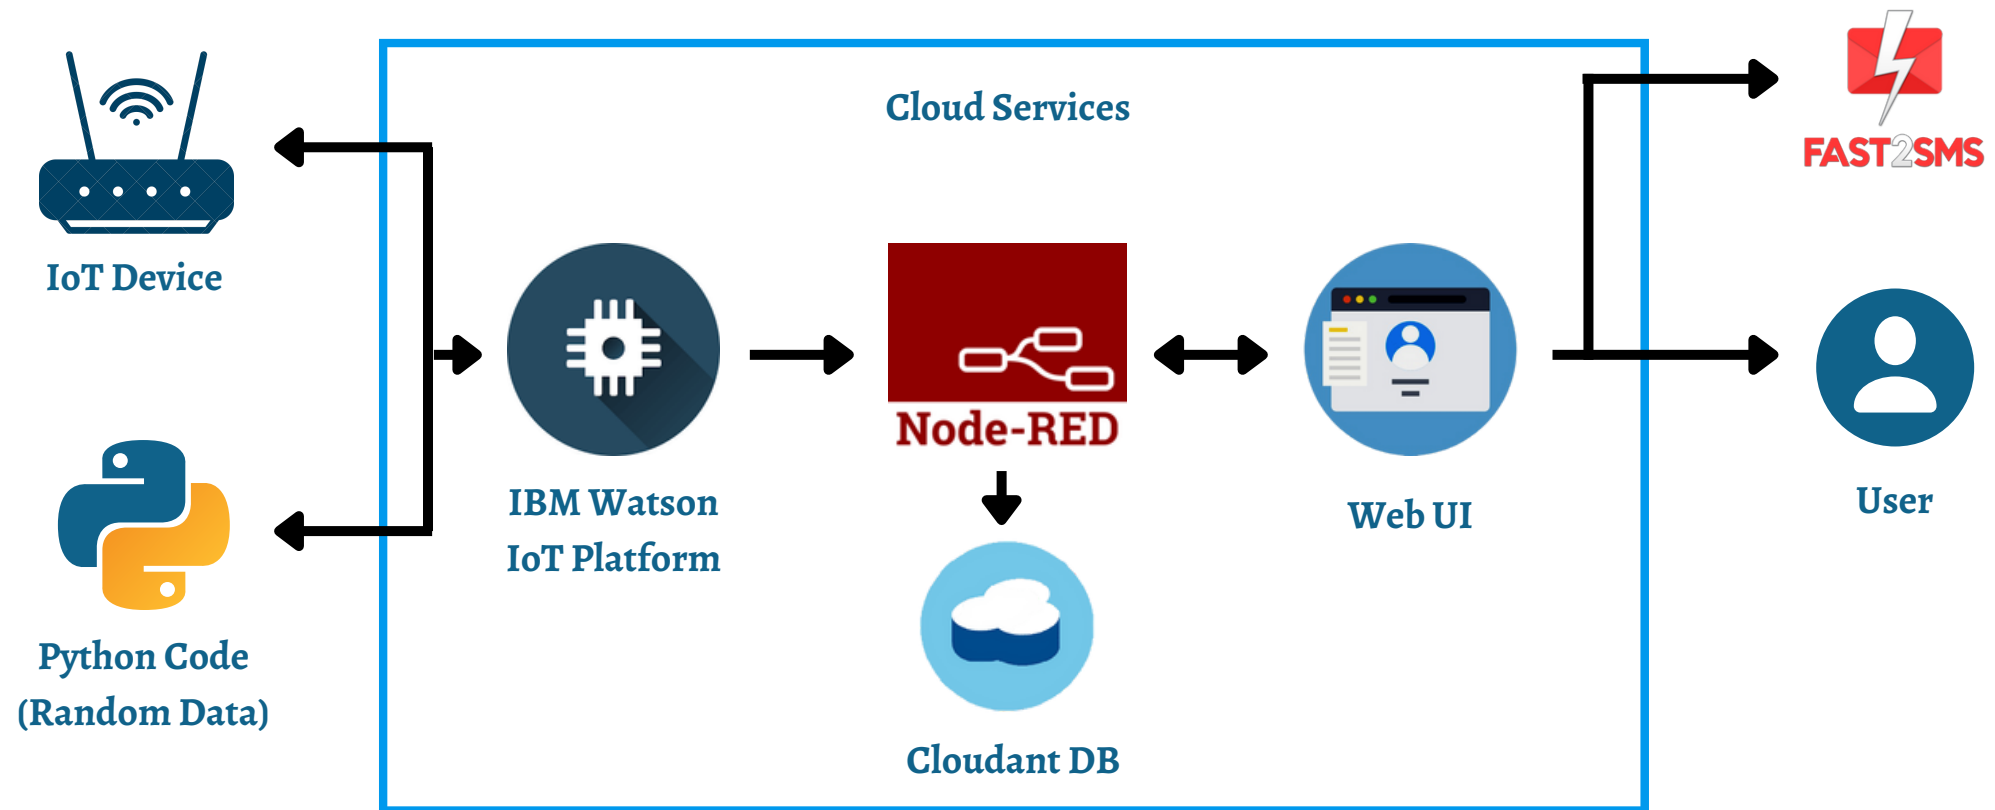 Cloud Services
FAST2SMS
IoT Device
Node-RED
IBM Watson
IoT Platform
Web UI
User
Python Code
(Random Data)
Cloudant DB